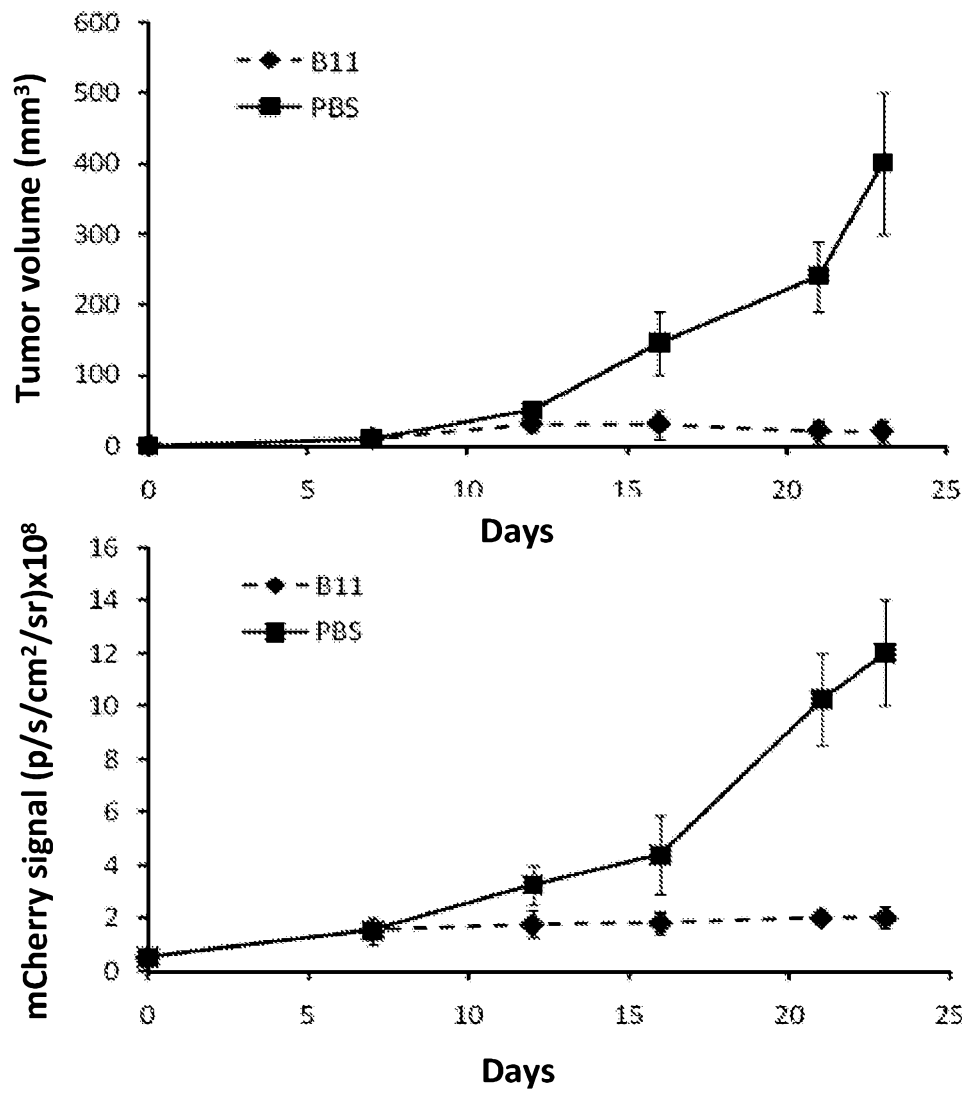 600
500
400
300
200
100
0
Tumor volume (mm³)
B11
PBS
0 5 10 15 20 25
Days
16
14
12
10
8
6
4
2
0
mCherry signal (p/s/cm²/sr)x10⁸
B11
PBS
0 5 10 15 20 25
Days